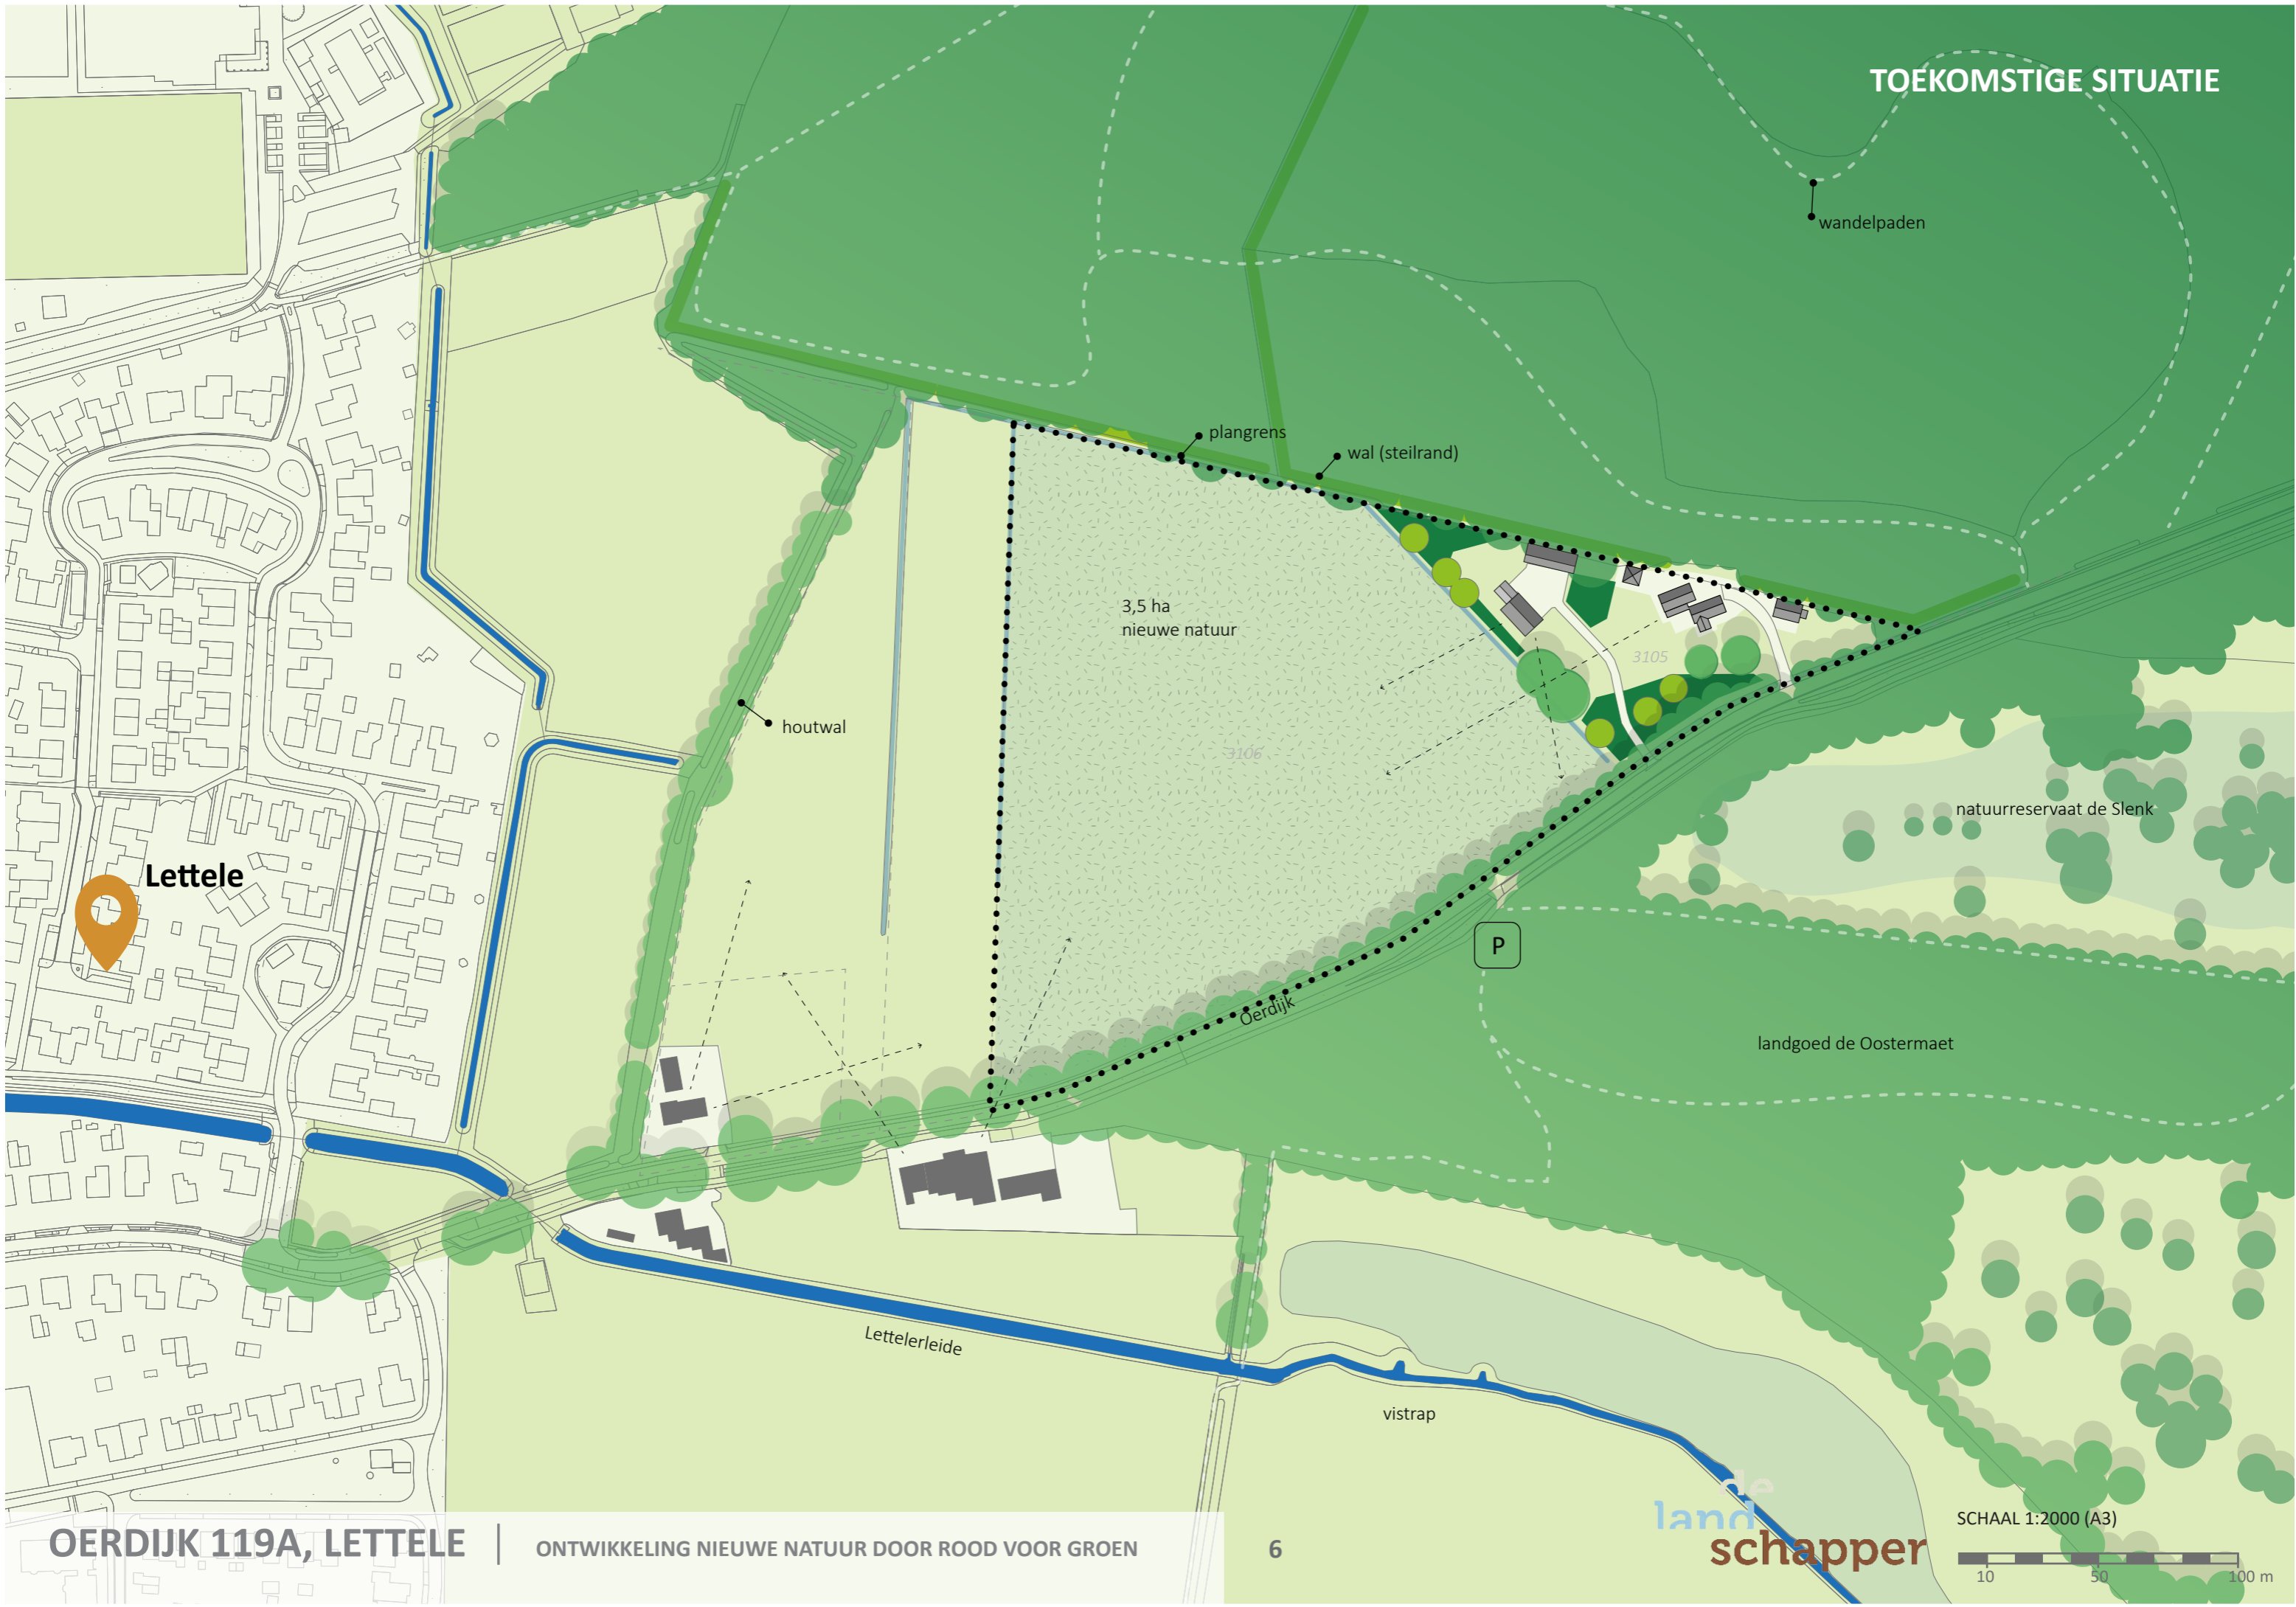 TOEKOMSTIGE SITUATIE
wandelpaden
plangrens
wal (steilrand)
3,5 ha
nieuwe natuur
3105
houtwal
3106
natuurreservaat de Slenk
Lettele
P
Oerdijk
landgoed de Oostermaet
Lettelerleide
vistrap
de
land
schapper
SCHAAL 1:2000 (A3)
10 50 100 m
OERDIJK 119A, LETTELE | ONTWIKKELING NIEUWE NATUUR DOOR ROOD VOOR GROEN 6